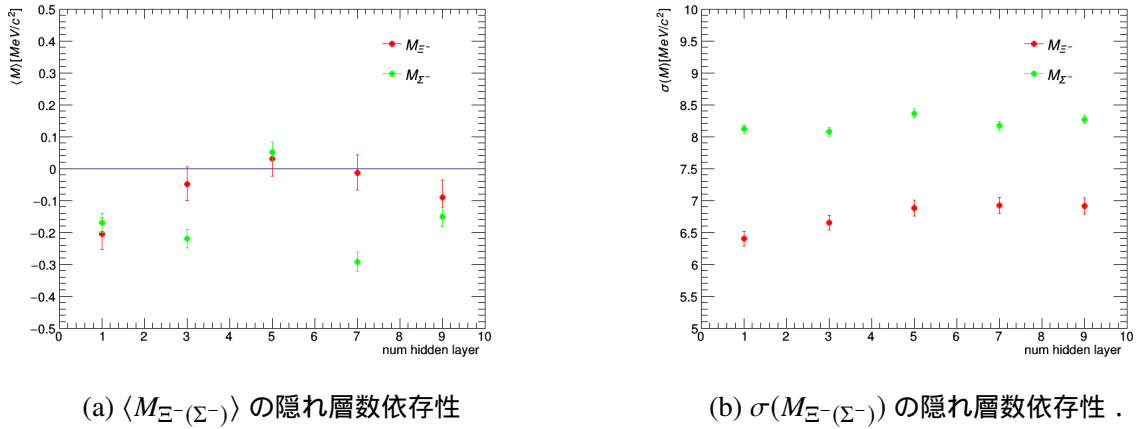 ⟨M⟩[MeV/c²]
0.5
0.4
0.3
0.2
0.1
0
−0.1
−0.2
−0.3
−0.4
−0.5
M_Ξ⁻
M_Σ⁻
0 1 2 3 4 5 6 7 8 9 10
num hidden layer
σ(M)[MeV/c²]
10
9.5
9
8.5
8
7.5
7
6.5
6
5.5
5
M_Ξ⁻
M_Σ⁻
0 1 2 3 4 5 6 7 8 9 10
num hidden layer
(a) ⟨M_Ξ⁻(Σ⁻)⟩ の隠れ層数依存性
(b) σ(M_Ξ⁻(Σ⁻)) の隠れ層数依存性 .